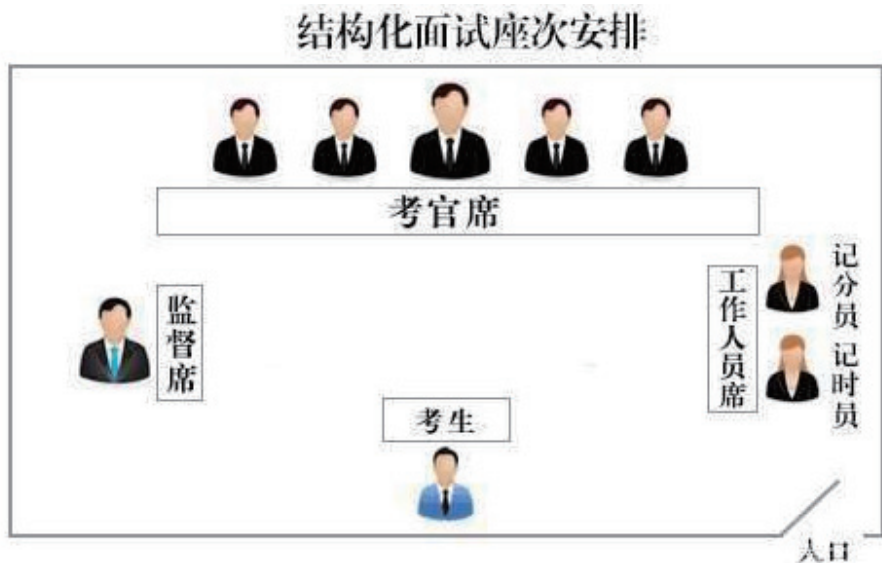 结构化面试座次安排
考官席
监督席
工作人员席
记分员
记时员
考生
入口